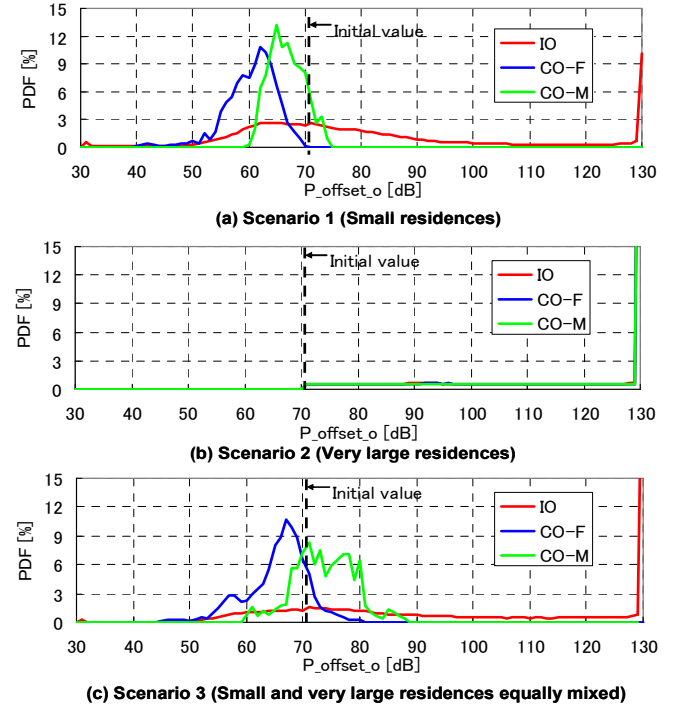 15
12
9
6
3
0
PDF [%]
Initial value
IO
CO-F
CO-M
30 40 50 60 70 80 90 100 110 120 130
P_offset_o [dB]
(a) Scenario 1 (Small residences)
15
12
9
6
3
0
PDF [%]
Initial value
IO
CO-F
CO-M
30 40 50 60 70 80 90 100 110 120 130
P_offset_o [dB]
(b) Scenario 2 (Very large residences)
15
12
9
6
3
0
PDF [%]
Initial value
IO
CO-F
CO-M
30 40 50 60 70 80 90 100 110 120 130
P_offset_o [dB]
(c) Scenario 3 (Small and very large residences equally mixed)